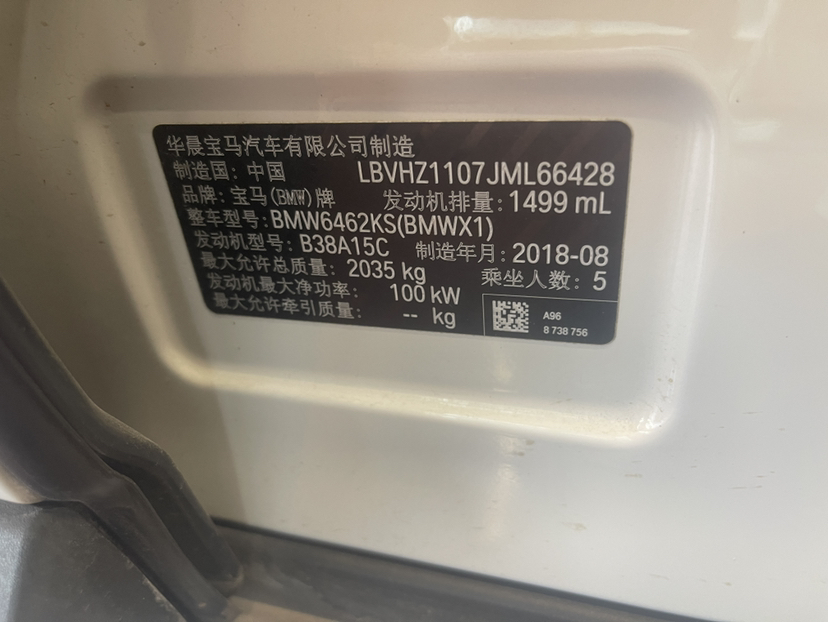 华晨宝马汽车有限公司制造
制造国: 中国 LBVHZ1107JML66428
品牌: 宝马(BMW)牌 发动机排量: 1499 mL
整车型号: BMW6462KS(BMWX1)
发动机型号: B38A15C 制造年月: 2018-08
最大允许总质量: 2035 kg 乘坐人数: 5
发动机最大净功率: 100 kW
最大允许牵引质量: -- kg
A96
8 738 756